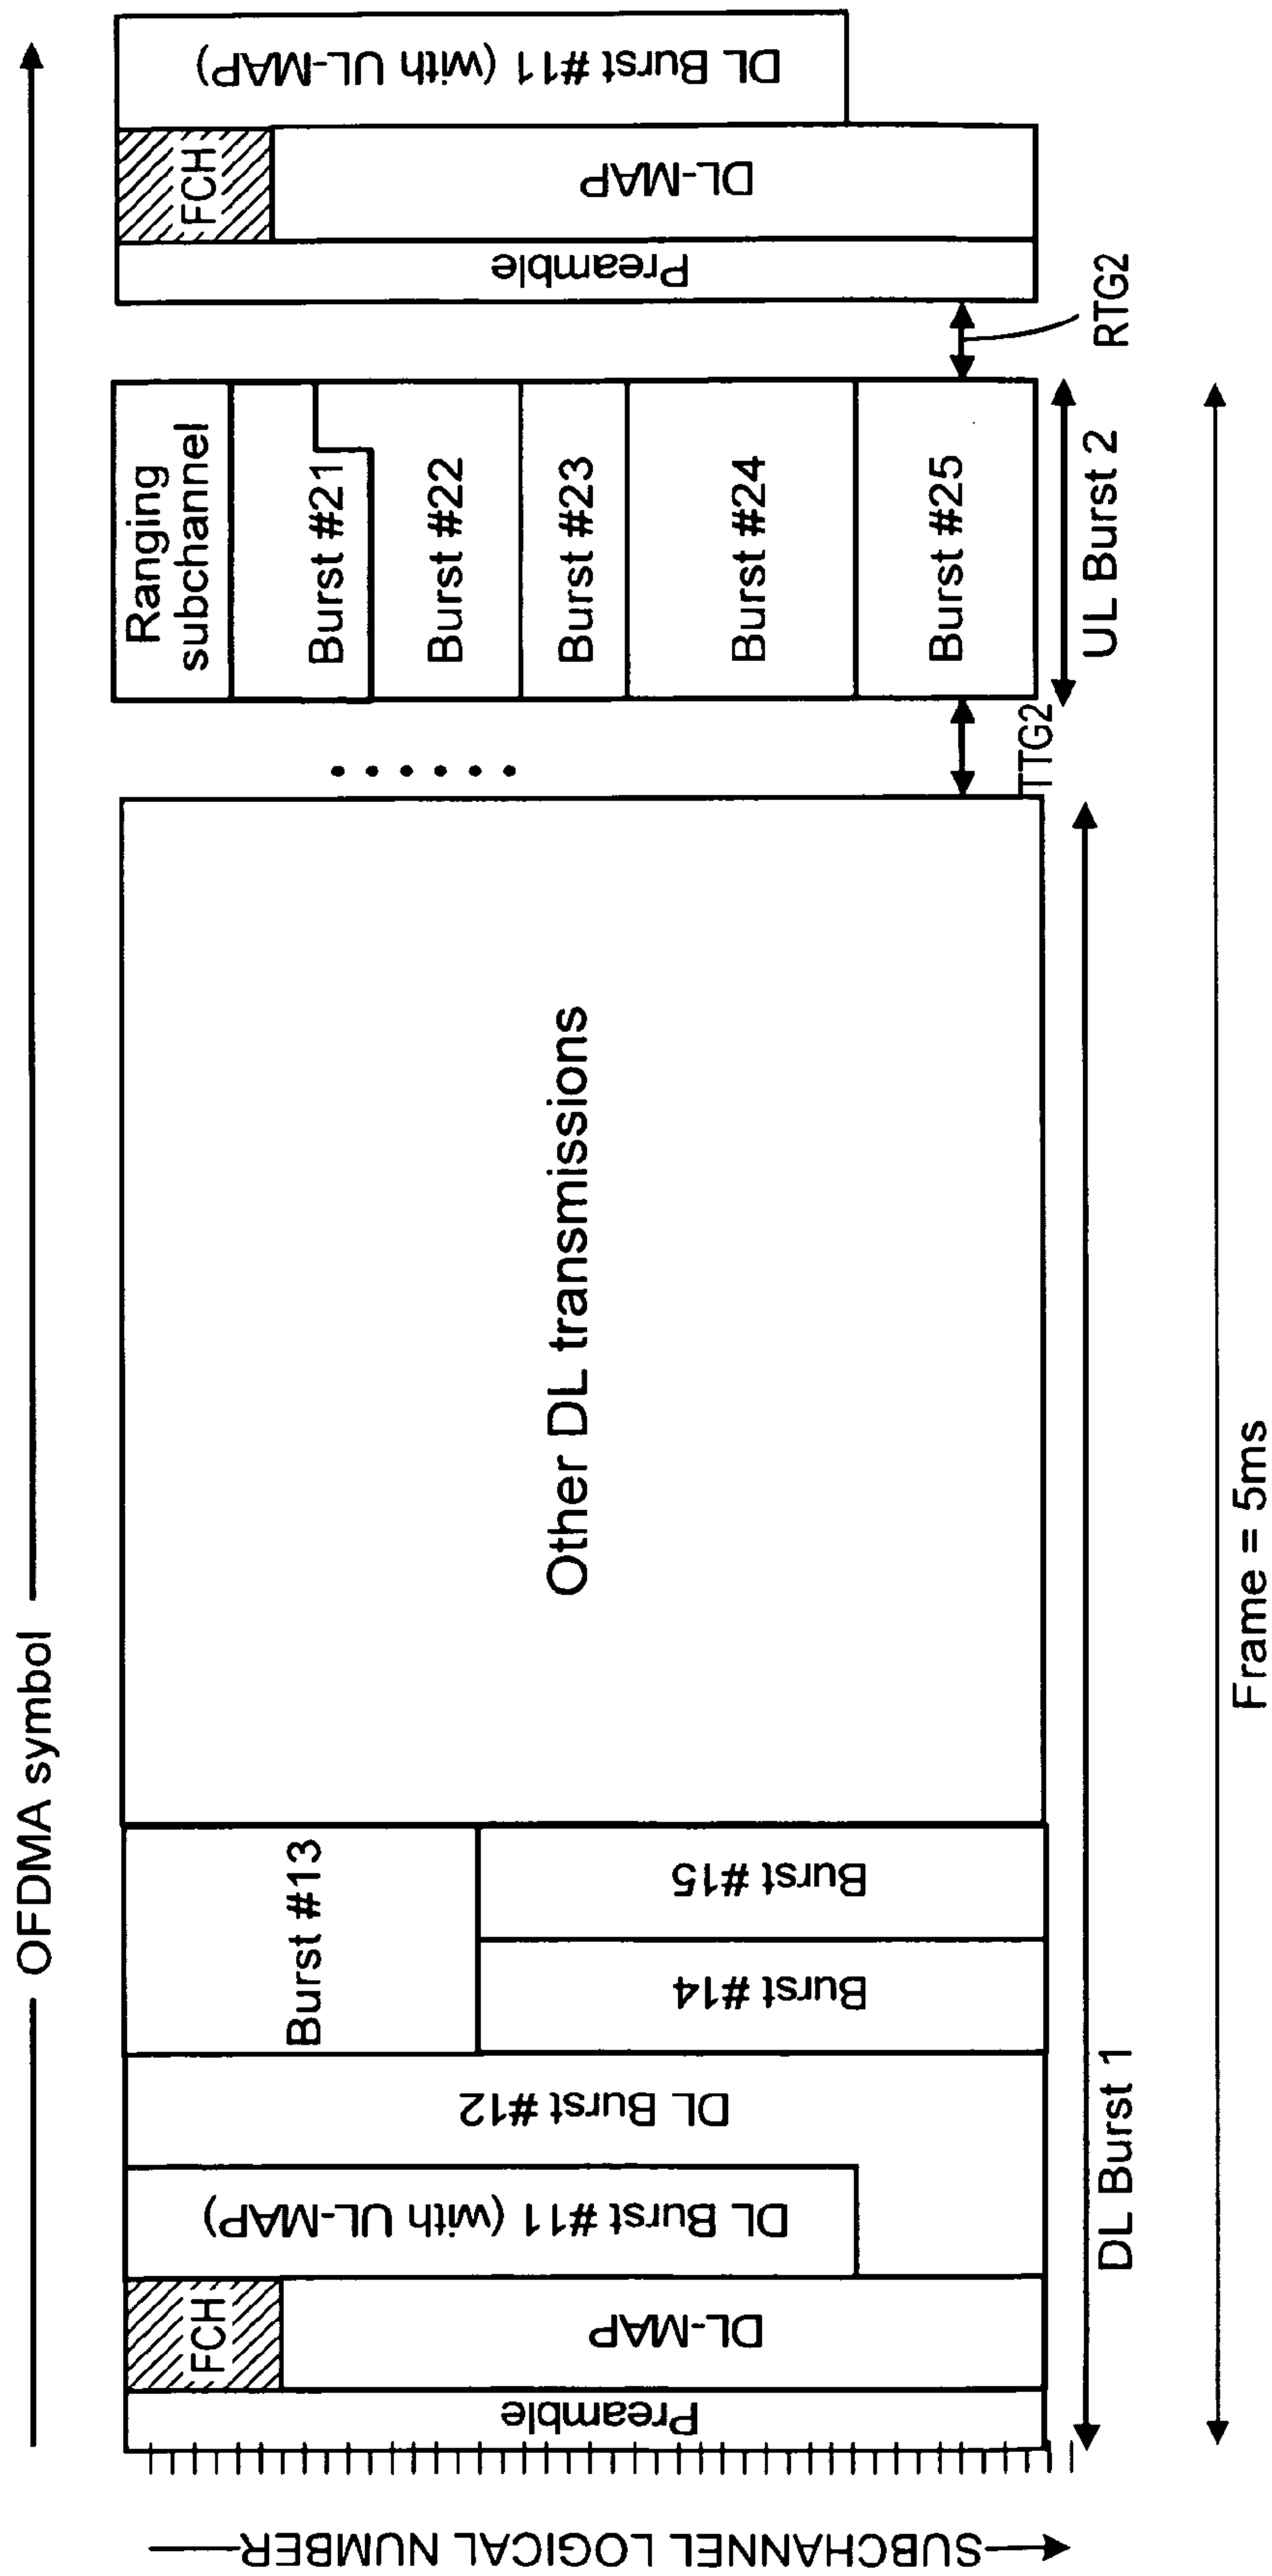 OFDMA symbol
SUBCHANNEL LOGICAL NUMBER
Preamble
FCH
DL-MAP
DL Burst #11 (with UL-MAP)
DL Burst #12
Burst #13
Burst #14
Burst #15
Other DL transmissions
TTG2
Ranging
subchannel
Burst #21
Burst #22
Burst #23
Burst #24
Burst #25
RTG2
Preamble
FCH
DL-MAP
DL Burst #11 (with UL-MAP)
DL Burst 1
UL Burst 2
Frame = 5ms